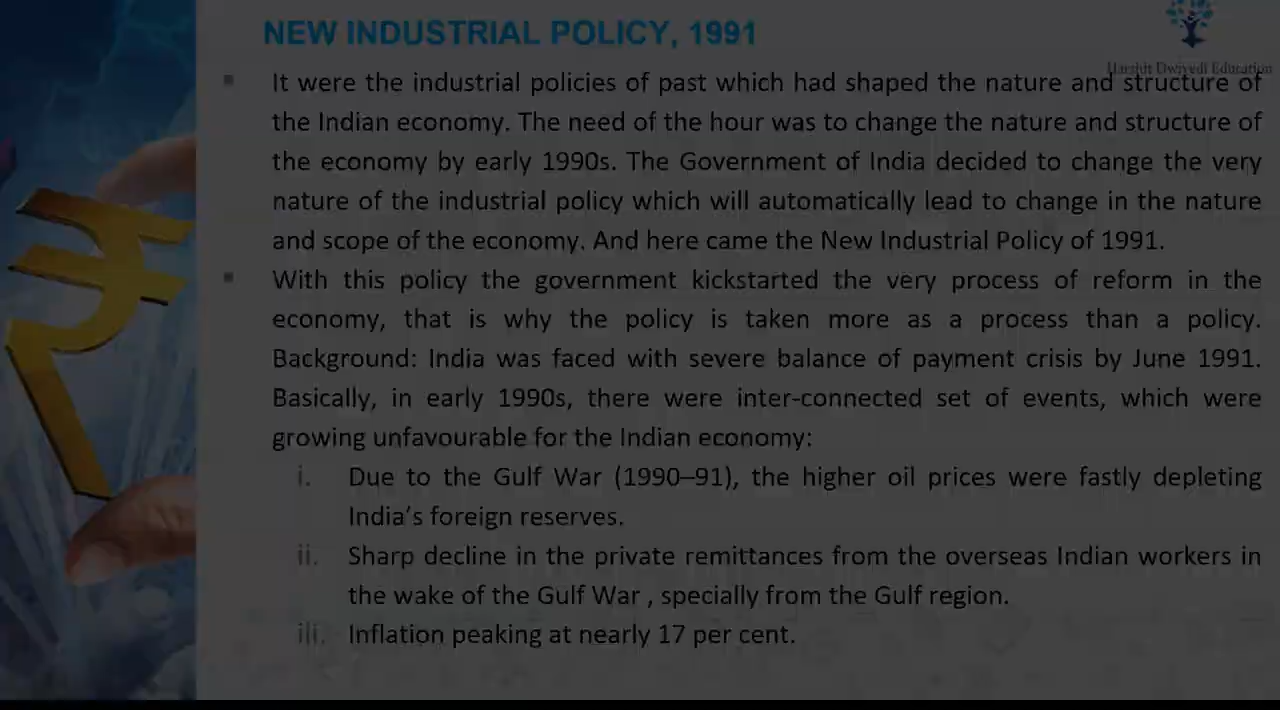 NEW INDUSTRIAL POLICY, 1991
Harshit Dwivedi Education
It were the industrial policies of past which had shaped the nature and structure of
the Indian economy. The need of the hour was to change the nature and structure of
the economy by early 1990s. The Government of India decided to change the very
nature of the industrial policy which will automatically lead to change in the nature
and scope of the economy. And here came the New Industrial Policy of 1991.
With this policy the government kickstarted the very process of reform in the
economy, that is why the policy is taken more as a process than a policy.
Background: India was faced with severe balance of payment crisis by June 1991.
Basically, in early 1990s, there were inter-connected set of events, which were
growing unfavourable for the Indian economy:
i. Due to the Gulf War (1990–91), the higher oil prices were fastly depleting
India's foreign reserves.
ii. Sharp decline in the private remittances from the overseas Indian workers in
the wake of the Gulf War , specially from the Gulf region.
iii. Inflation peaking at nearly 17 per cent.